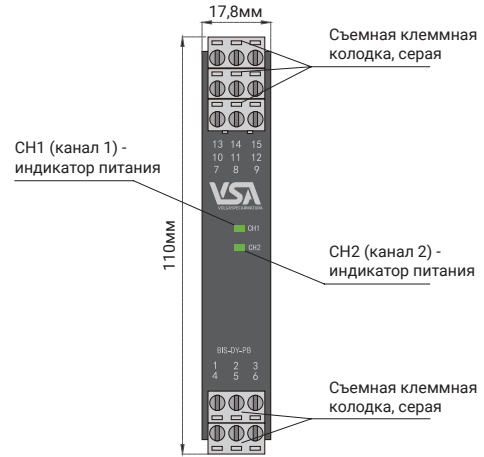 17,8мм
Съемная клеммная
колодка, серая
13 14 15
10 11 12
7 8 9
CH1 (канал 1) -
индикатор питания
VSA
CH1
CH2
110мм
CH2 (канал 2) -
индикатор питания
BIS-DY-PB
1 2 3
4 5 6
Съемная клеммная
колодка, серая